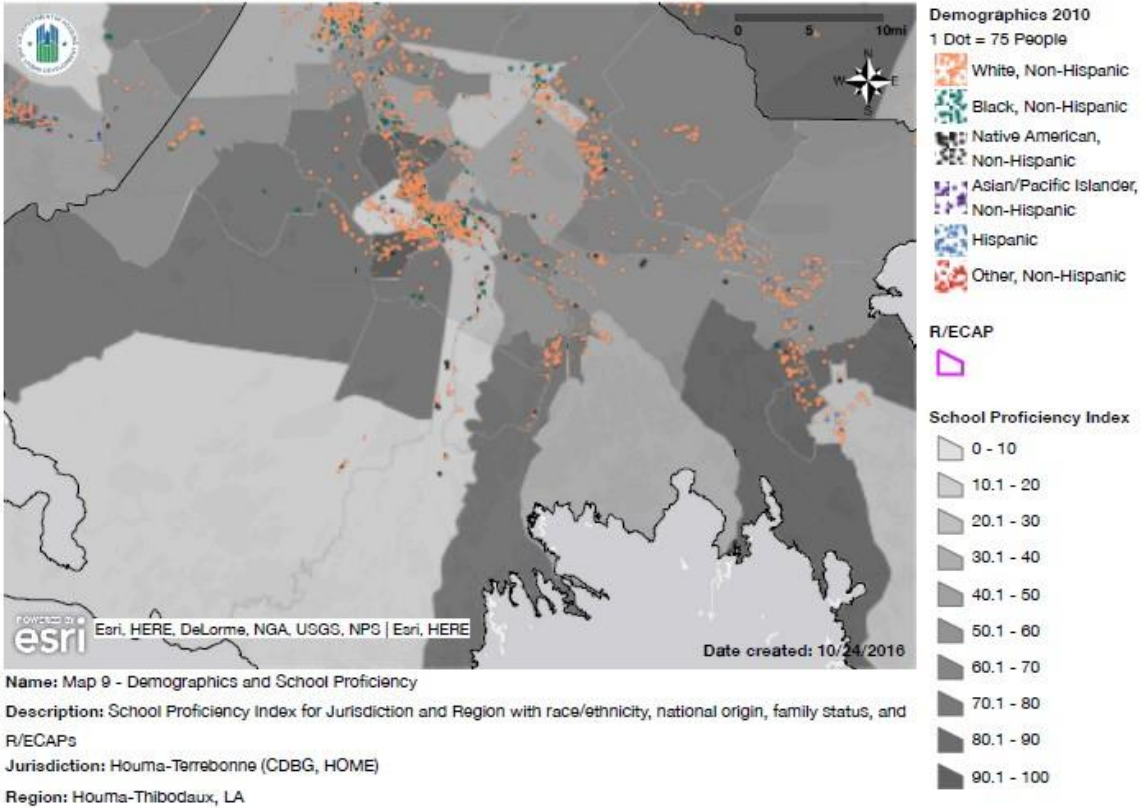 0 5 10mi
N
W E
S
POWERED BY
esri
Esri, HERE, DeLorme, NGA, USGS, NPS | Esri, HERE
Date created: 10/24/2016
Name: Map 9 - Demographics and School Proficiency
Description: School Proficiency Index for Jurisdiction and Region with race/ethnicity, national origin, family status, and
R/ECAPs
Jurisdiction: Houma-Terrebonne (CDBG, HOME)
Region: Houma-Thibodaux, LA
Demographics 2010
1 Dot = 75 People
White, Non-Hispanic
Black, Non-Hispanic
Native American,
Non-Hispanic
Asian/Pacific Islander,
Non-Hispanic
Hispanic
Other, Non-Hispanic
R/ECAP
School Proficiency Index
0 - 10
10.1 - 20
20.1 - 30
30.1 - 40
40.1 - 50
50.1 - 60
60.1 - 70
70.1 - 80
80.1 - 90
90.1 - 100